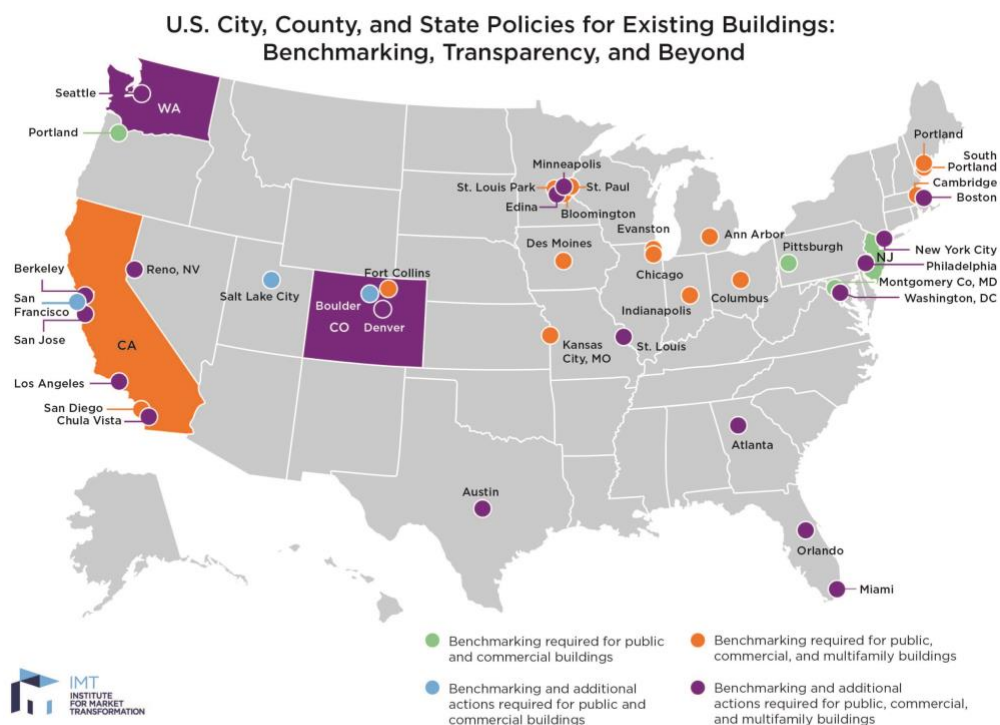 U.S. City, County, and State Policies for Existing Buildings:
Benchmarking, Transparency, and Beyond
Seattle
WA
Portland
Berkeley
San
Francisco
San Jose
Reno, NV
CA
Los Angeles
San Diego
Chula Vista
Salt Lake City
Fort Collins
Boulder
CO
Denver
Minneapolis
St. Louis Park
St. Paul
Edina
Bloomington
Des Moines
Evanston
Chicago
Ann Arbor
Indianapolis
Columbus
Kansas
City, MO
St. Louis
Austin
Atlanta
Orlando
Miami
Portland
South
Portland
Cambridge
Boston
Pittsburgh
NJ
New York City
Philadelphia
Montgomery Co, MD
Washington, DC
Benchmarking required for public
and commercial buildings
Benchmarking and additional
actions required for public and
commercial buildings
Benchmarking required for public,
commercial, and multifamily buildings
Benchmarking and additional
actions required for public, commercial,
and multifamily buildings
IMT
INSTITUTE
FOR MARKET
TRANSFORMATION